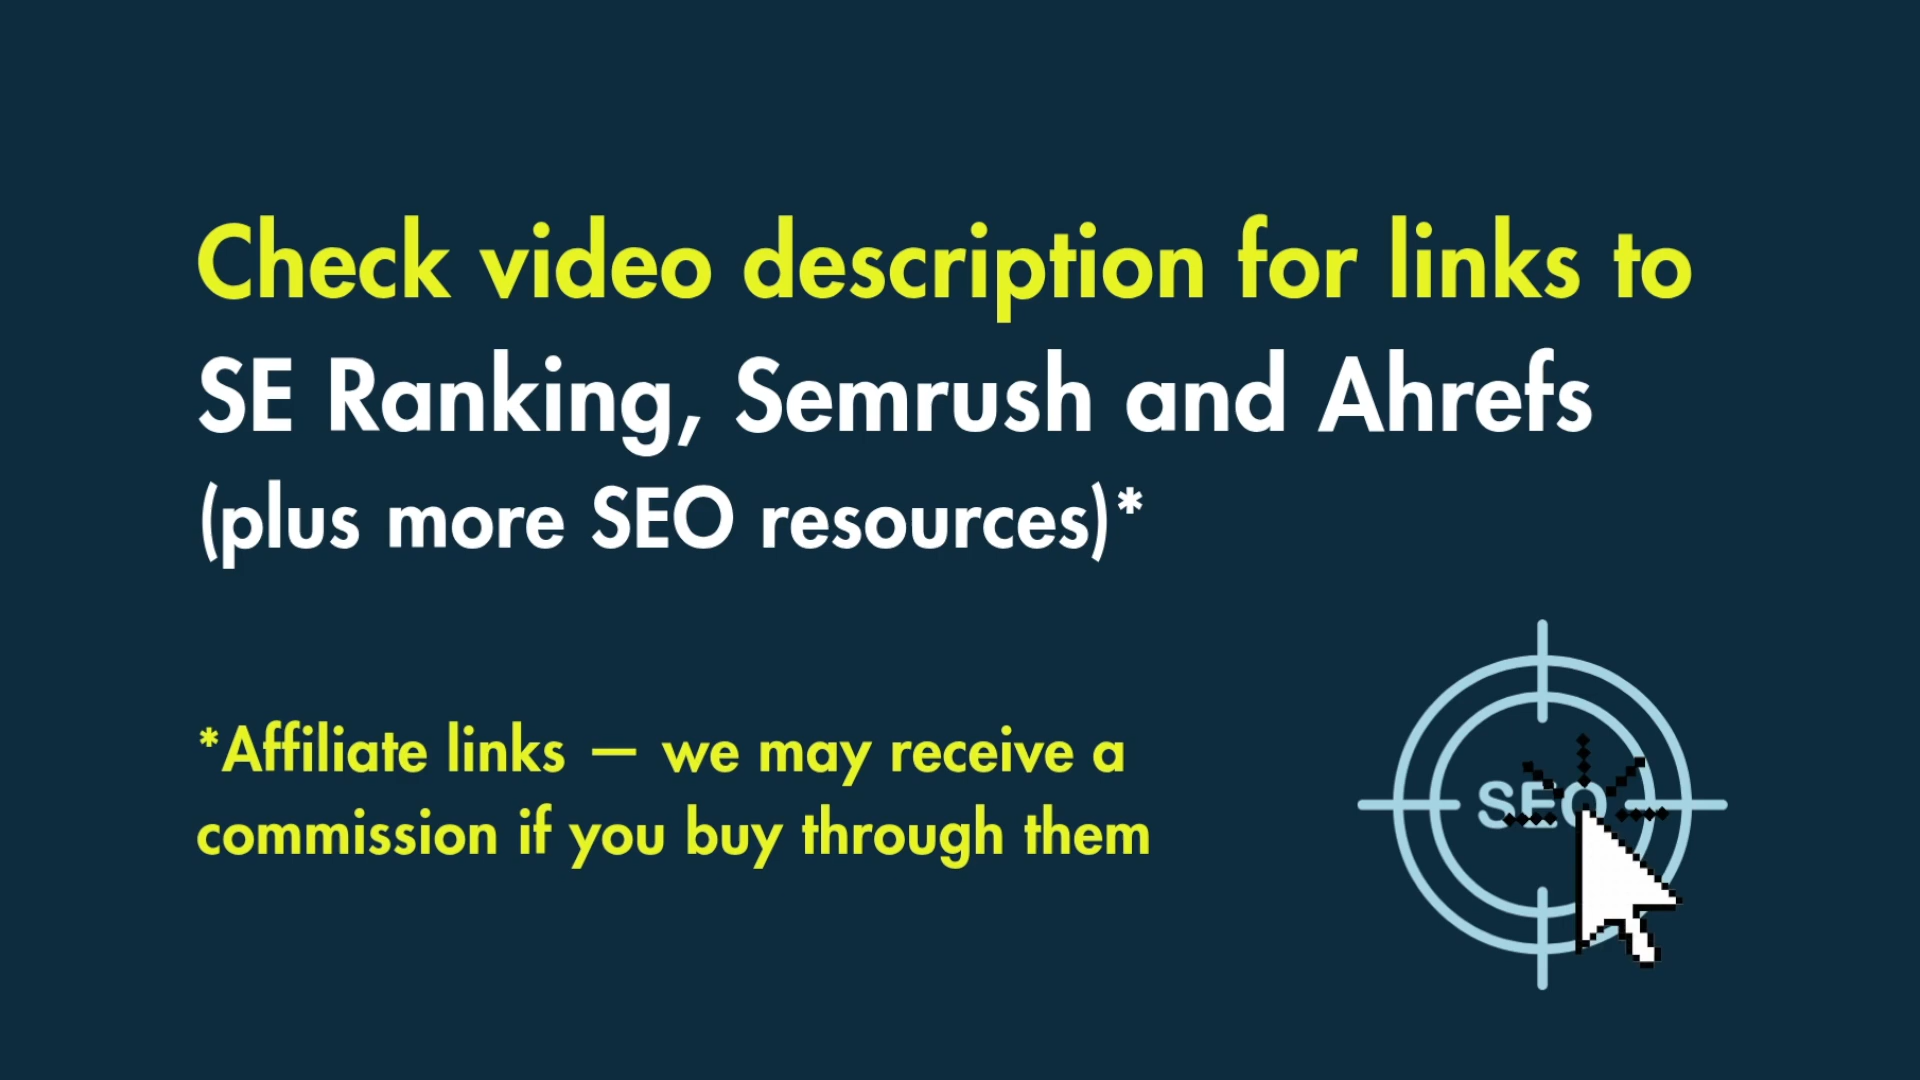 Check video description for links to
SE Ranking, Semrush and Ahrefs
(plus more SEO resources)*
*Affiliate links — we may receive a
commission if you buy through them
SEO